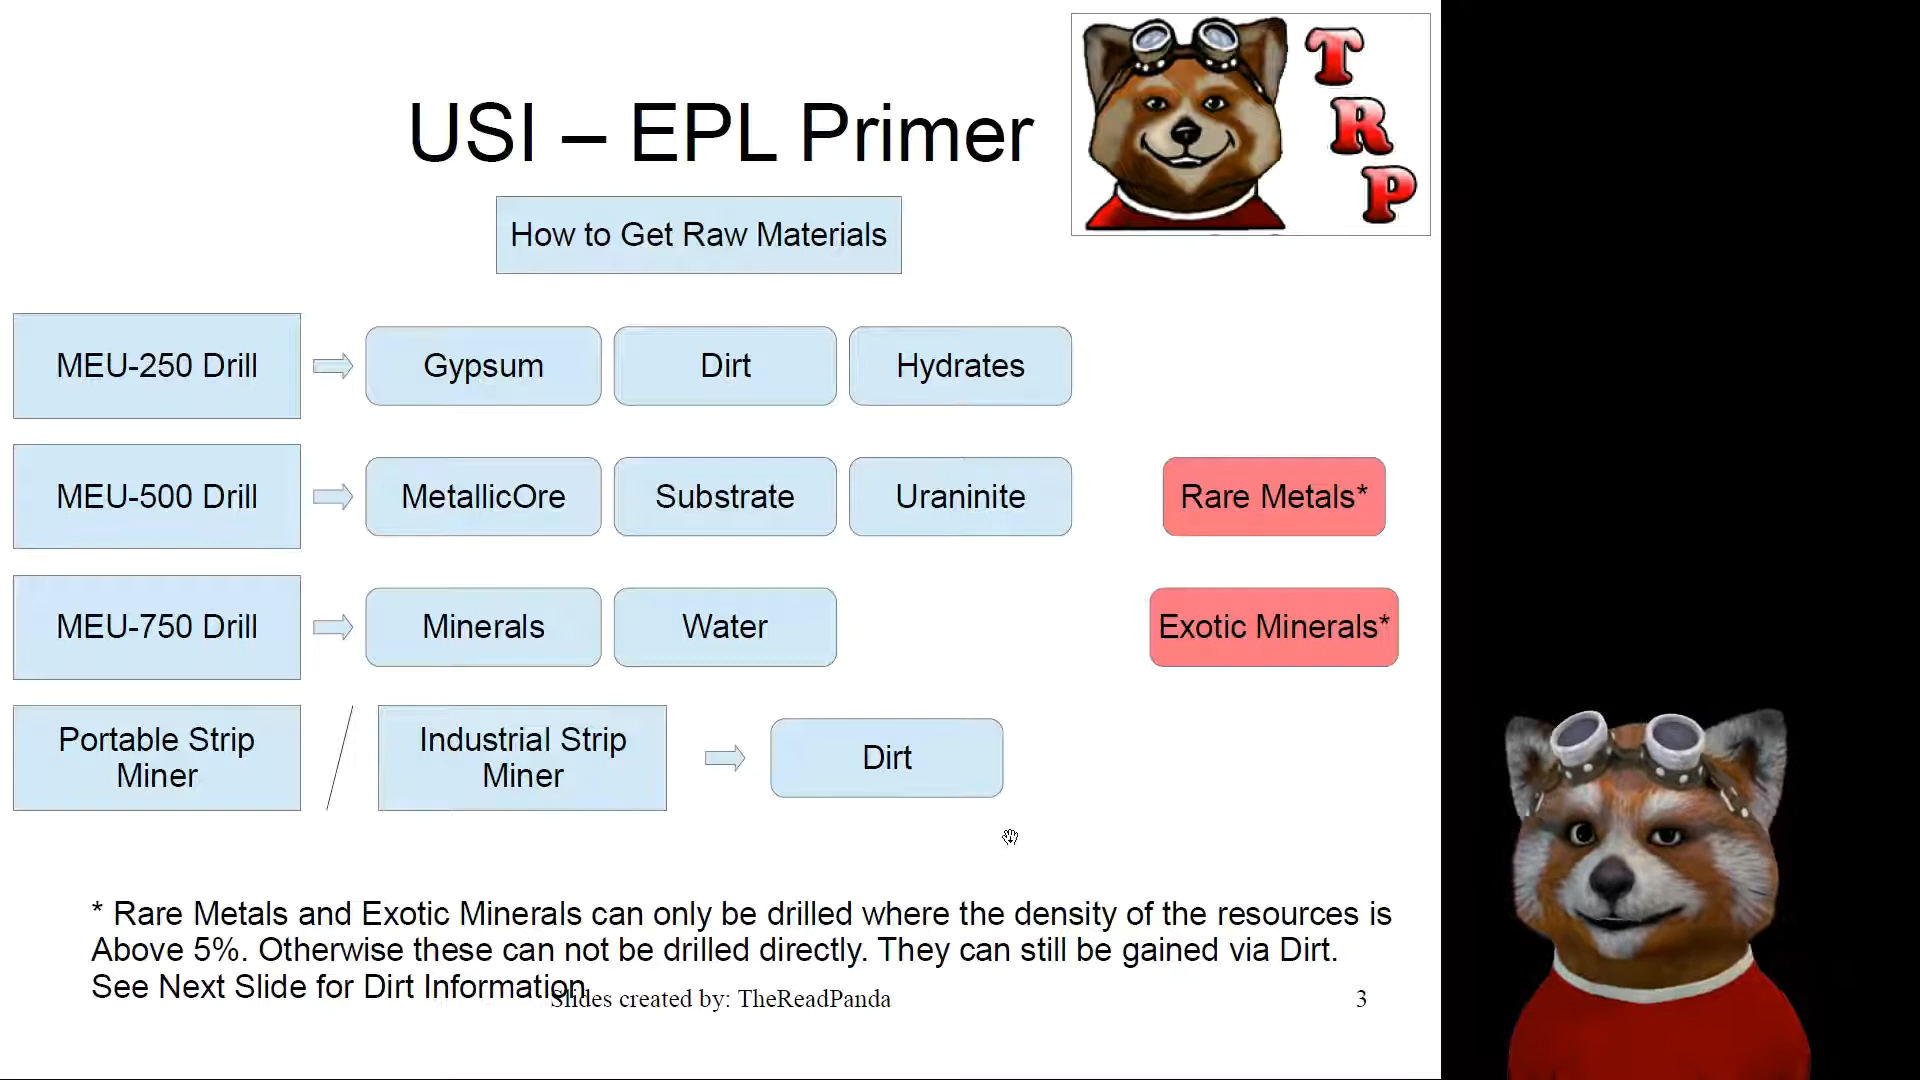 USI – EPL Primer
T
R
P
How to Get Raw Materials
MEU-250 Drill
Gypsum
Dirt
Hydrates
MEU-500 Drill
MetallicOre
Substrate
Uraninite
Rare Metals*
MEU-750 Drill
Minerals
Water
Exotic Minerals*
Portable Strip
Miner
Industrial Strip
Miner
Dirt
* Rare Metals and Exotic Minerals can only be drilled where the density of the resources is
Above 5%. Otherwise these can not be drilled directly. They can still be gained via Dirt.
See Next Slide for Dirt Information
Slides created by: TheReadPanda
3